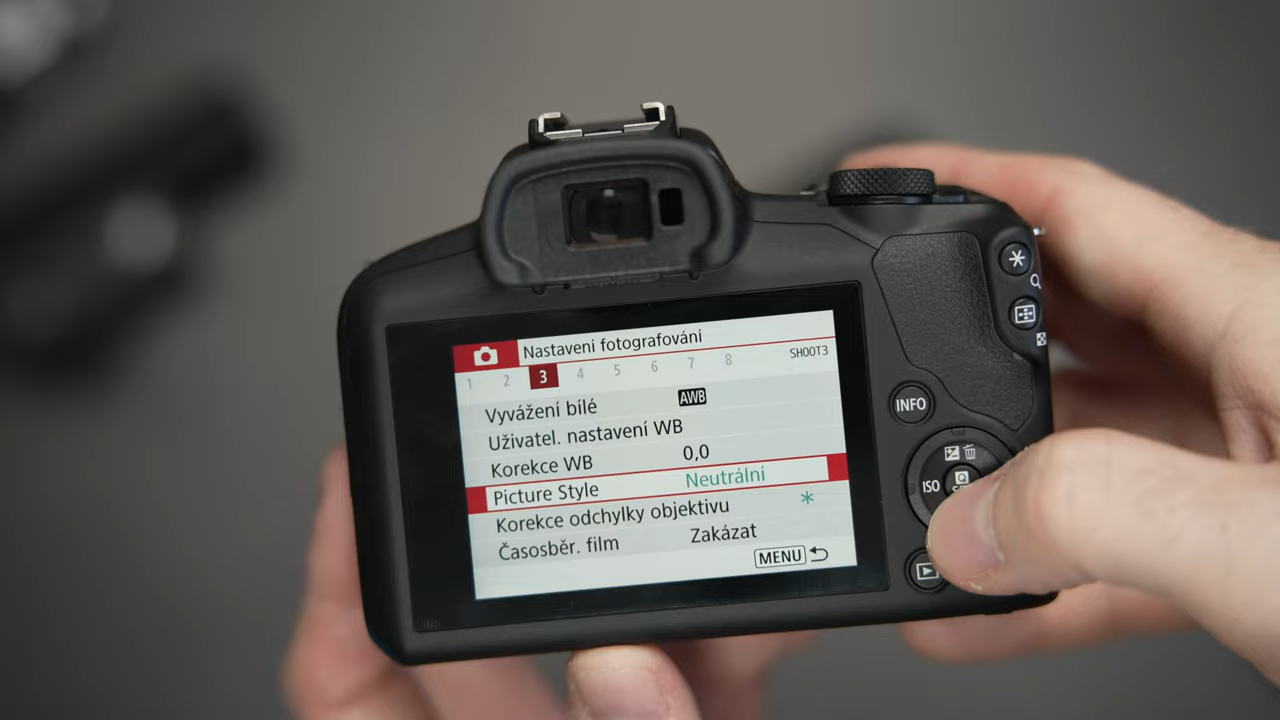 Nastavení fotografování
1 2 3 4 5 6 7 8 SHOOT3
Vyvážení bílé AWB
Uživatel. nastavení WB
Korekce WB 0,0
Picture Style Neutrální
Korekce odchylky objektivu
Časosběr. film Zakázat
MENU
INFO
ISO
Q